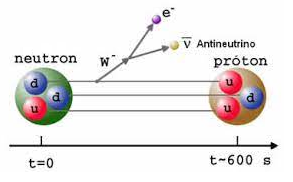 e-
ν̅ Antineutrino
neutron
W-
próton
d
u
d
u
d
u
t=0
t~600 s